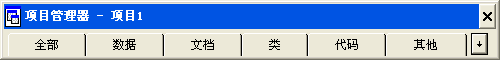 项目管理器 - 项目1
全部 数据 文档 类 代码 其他